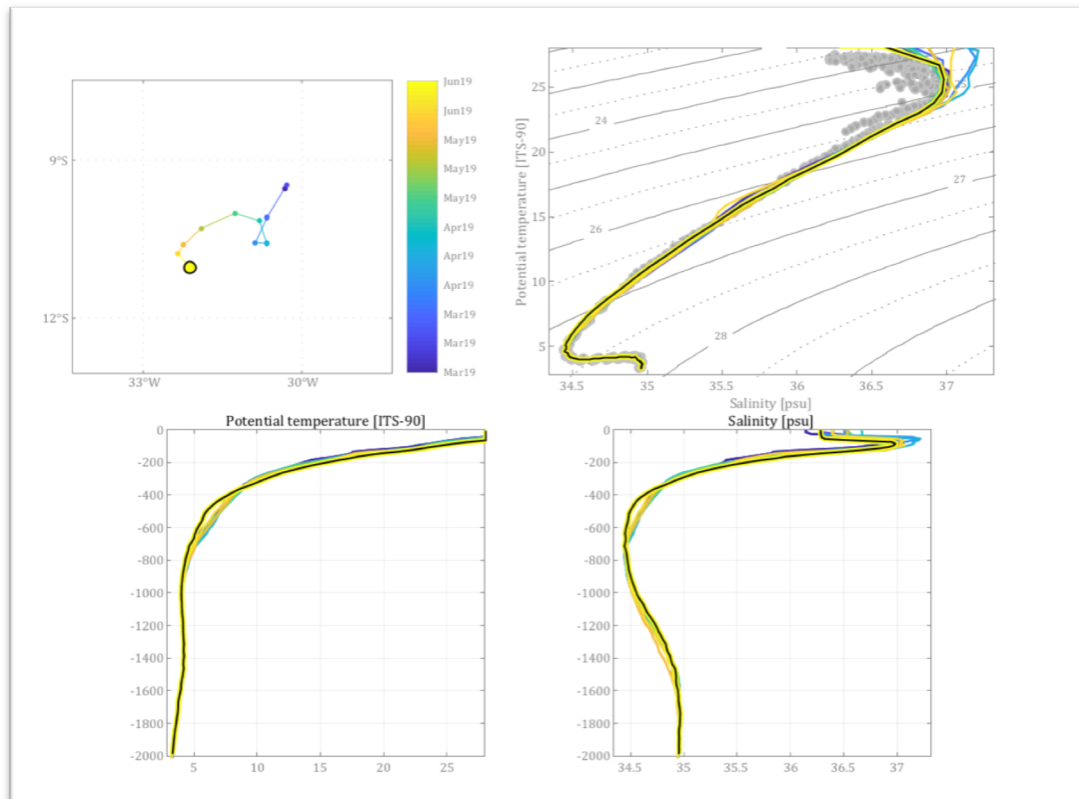 Jun19
Jun19
May19
May19
May19
Apr19
Apr19
Apr19
Mar19
Mar19
Mar19
9°S
12°S
33°W
30°W
25
20
15
10
5
Potential temperature [ITS-90]
24
25
26
27
28
34.5
35
35.5
36
36.5
37
Salinity [psu]
Potential temperature [ITS-90]
0
-200
-400
-600
-800
-1000
-1200
-1400
-1600
-1800
-2000
5
10
15
20
25
Salinity [psu]
0
-200
-400
-600
-800
-1000
-1200
-1400
-1600
-1800
-2000
34.5
35
35.5
36
36.5
37